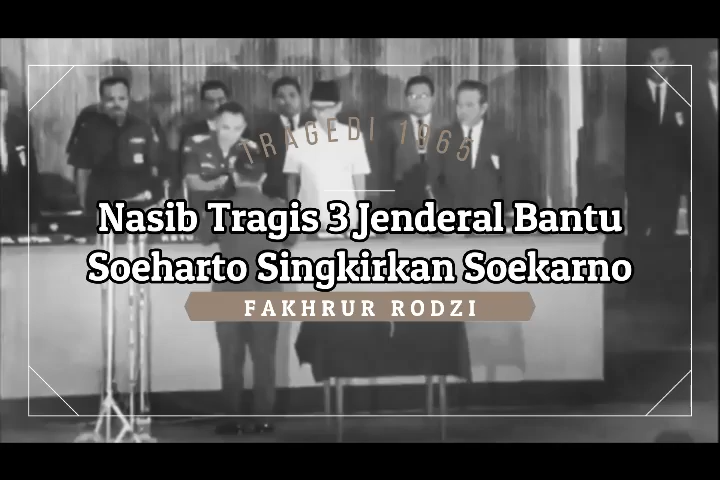 TRAGEDI 1965
Nasib Tragis 3 Jenderal Bantu
Soeharto Singkirkan Soekarno
FAKHRUR RODZI